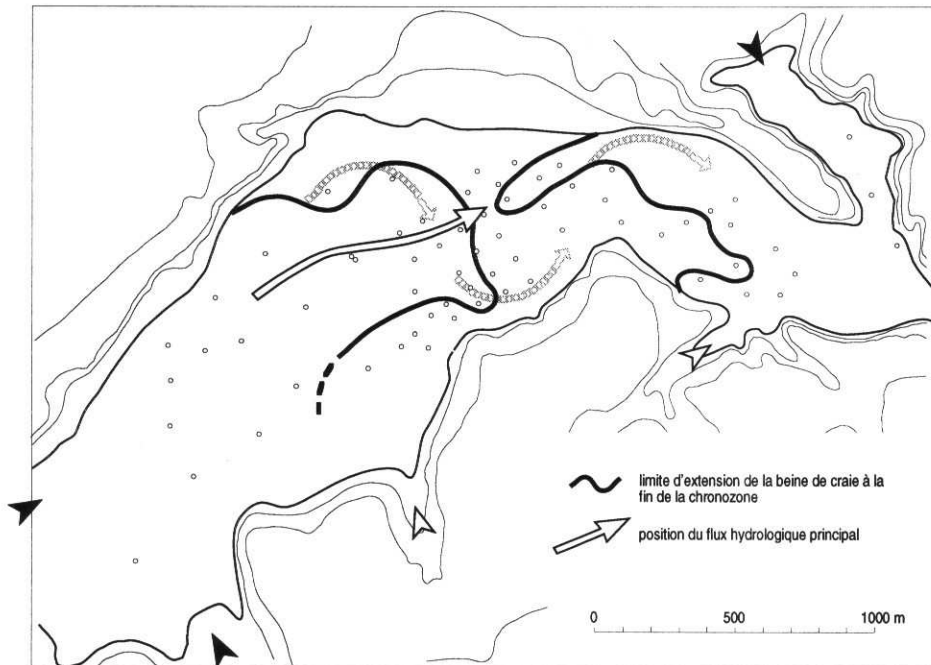 limite d'extension de la beine de craie à la
fin de la chronozone
position du flux hydrologique principal
0 500 1000 m